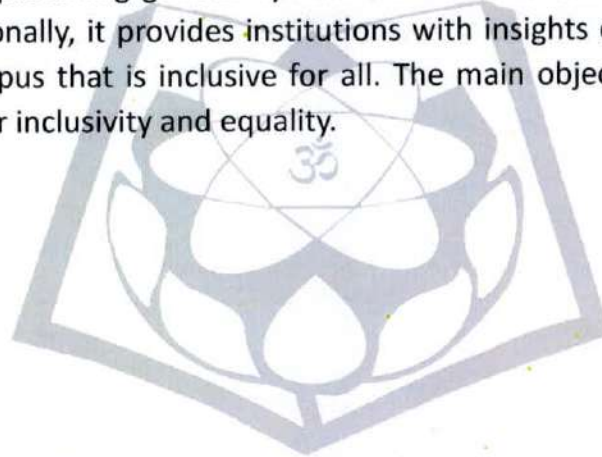 onally, it provides institutions with insights
pus that is inclusive for all. The main objec
r inclusivity and equality.
ॐ